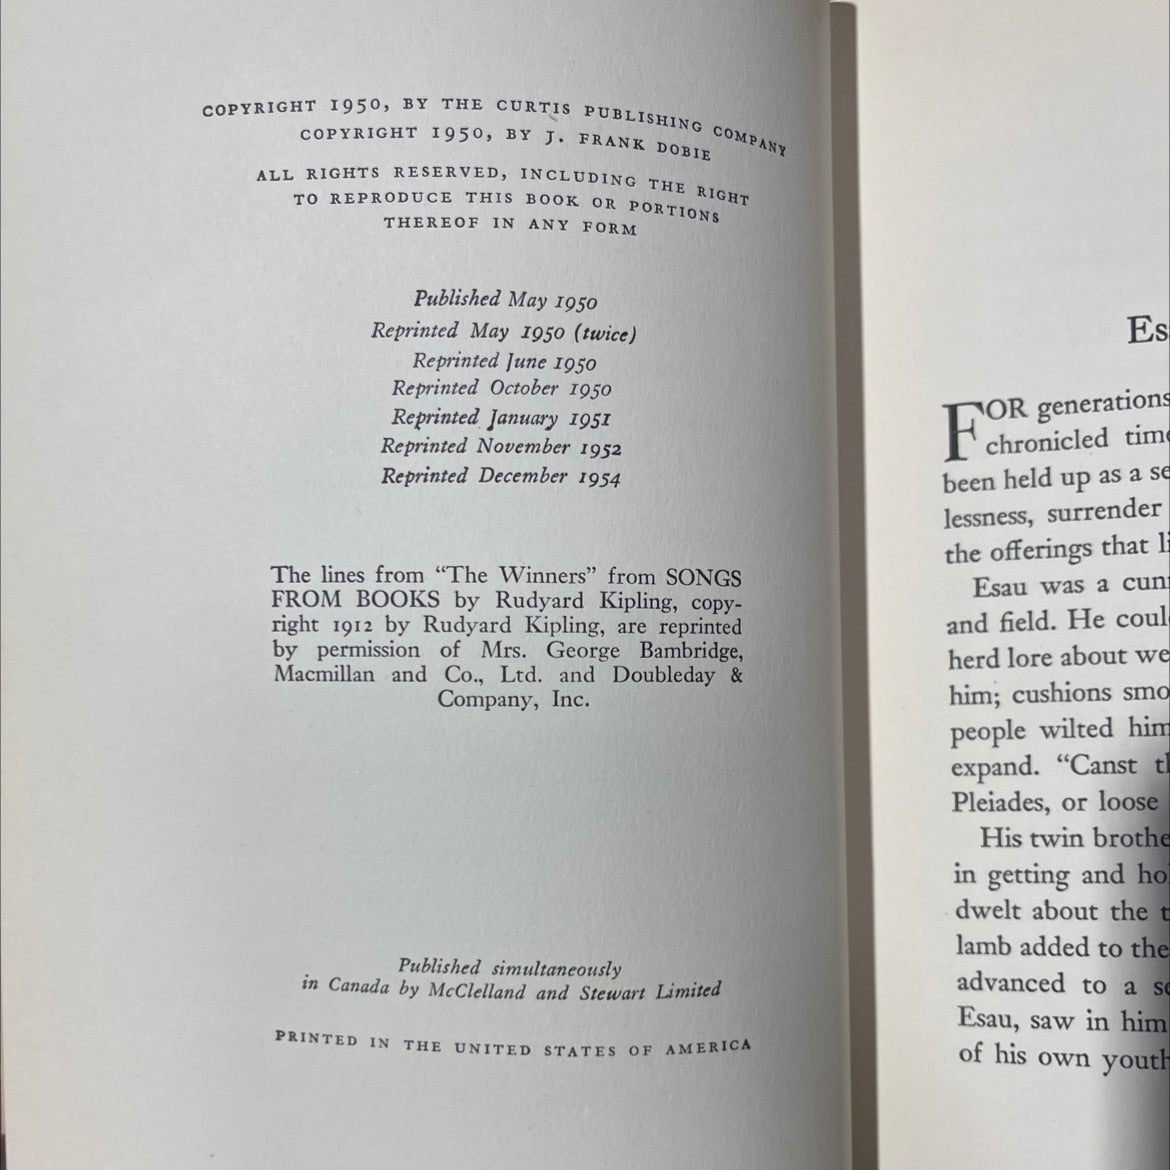 COPYRIGHT 1950, BY THE CURTIS PUBLISHING COMPANY
COPYRIGHT 1950, BY J. FRANK DOBIE
ALL RIGHTS RESERVED, INCLUDING THE RIGHT
TO REPRODUCE THIS BOOK OR PORTIONS
THEREOF IN ANY FORM
Published May 1950
Reprinted May 1950 (twice)
Reprinted June 1950
Reprinted October 1950
Reprinted January 1951
Reprinted November 1952
Reprinted December 1954
The lines from “The Winners” from SONGS
FROM BOOKS by Rudyard Kipling, copy-
right 1912 by Rudyard Kipling, are reprinted
by permission of Mrs. George Bambridge,
Macmillan and Co., Ltd. and Doubleday &
Company, Inc.
Published simultaneously
in Canada by McClelland and Stewart Limited
PRINTED IN THE UNITED STATES OF AMERICA
Es
FOR generations
chronicled
been held up as a
lessness, surrender
the offerings that
Esau was a
and field. He
herd lore about
him; cushions
people wilted him
expand. “Canst
Pleiades, or loose
His twin
in getting and
dwelt about the
lamb added to the
advanced to a
Esau, saw in him
of his own